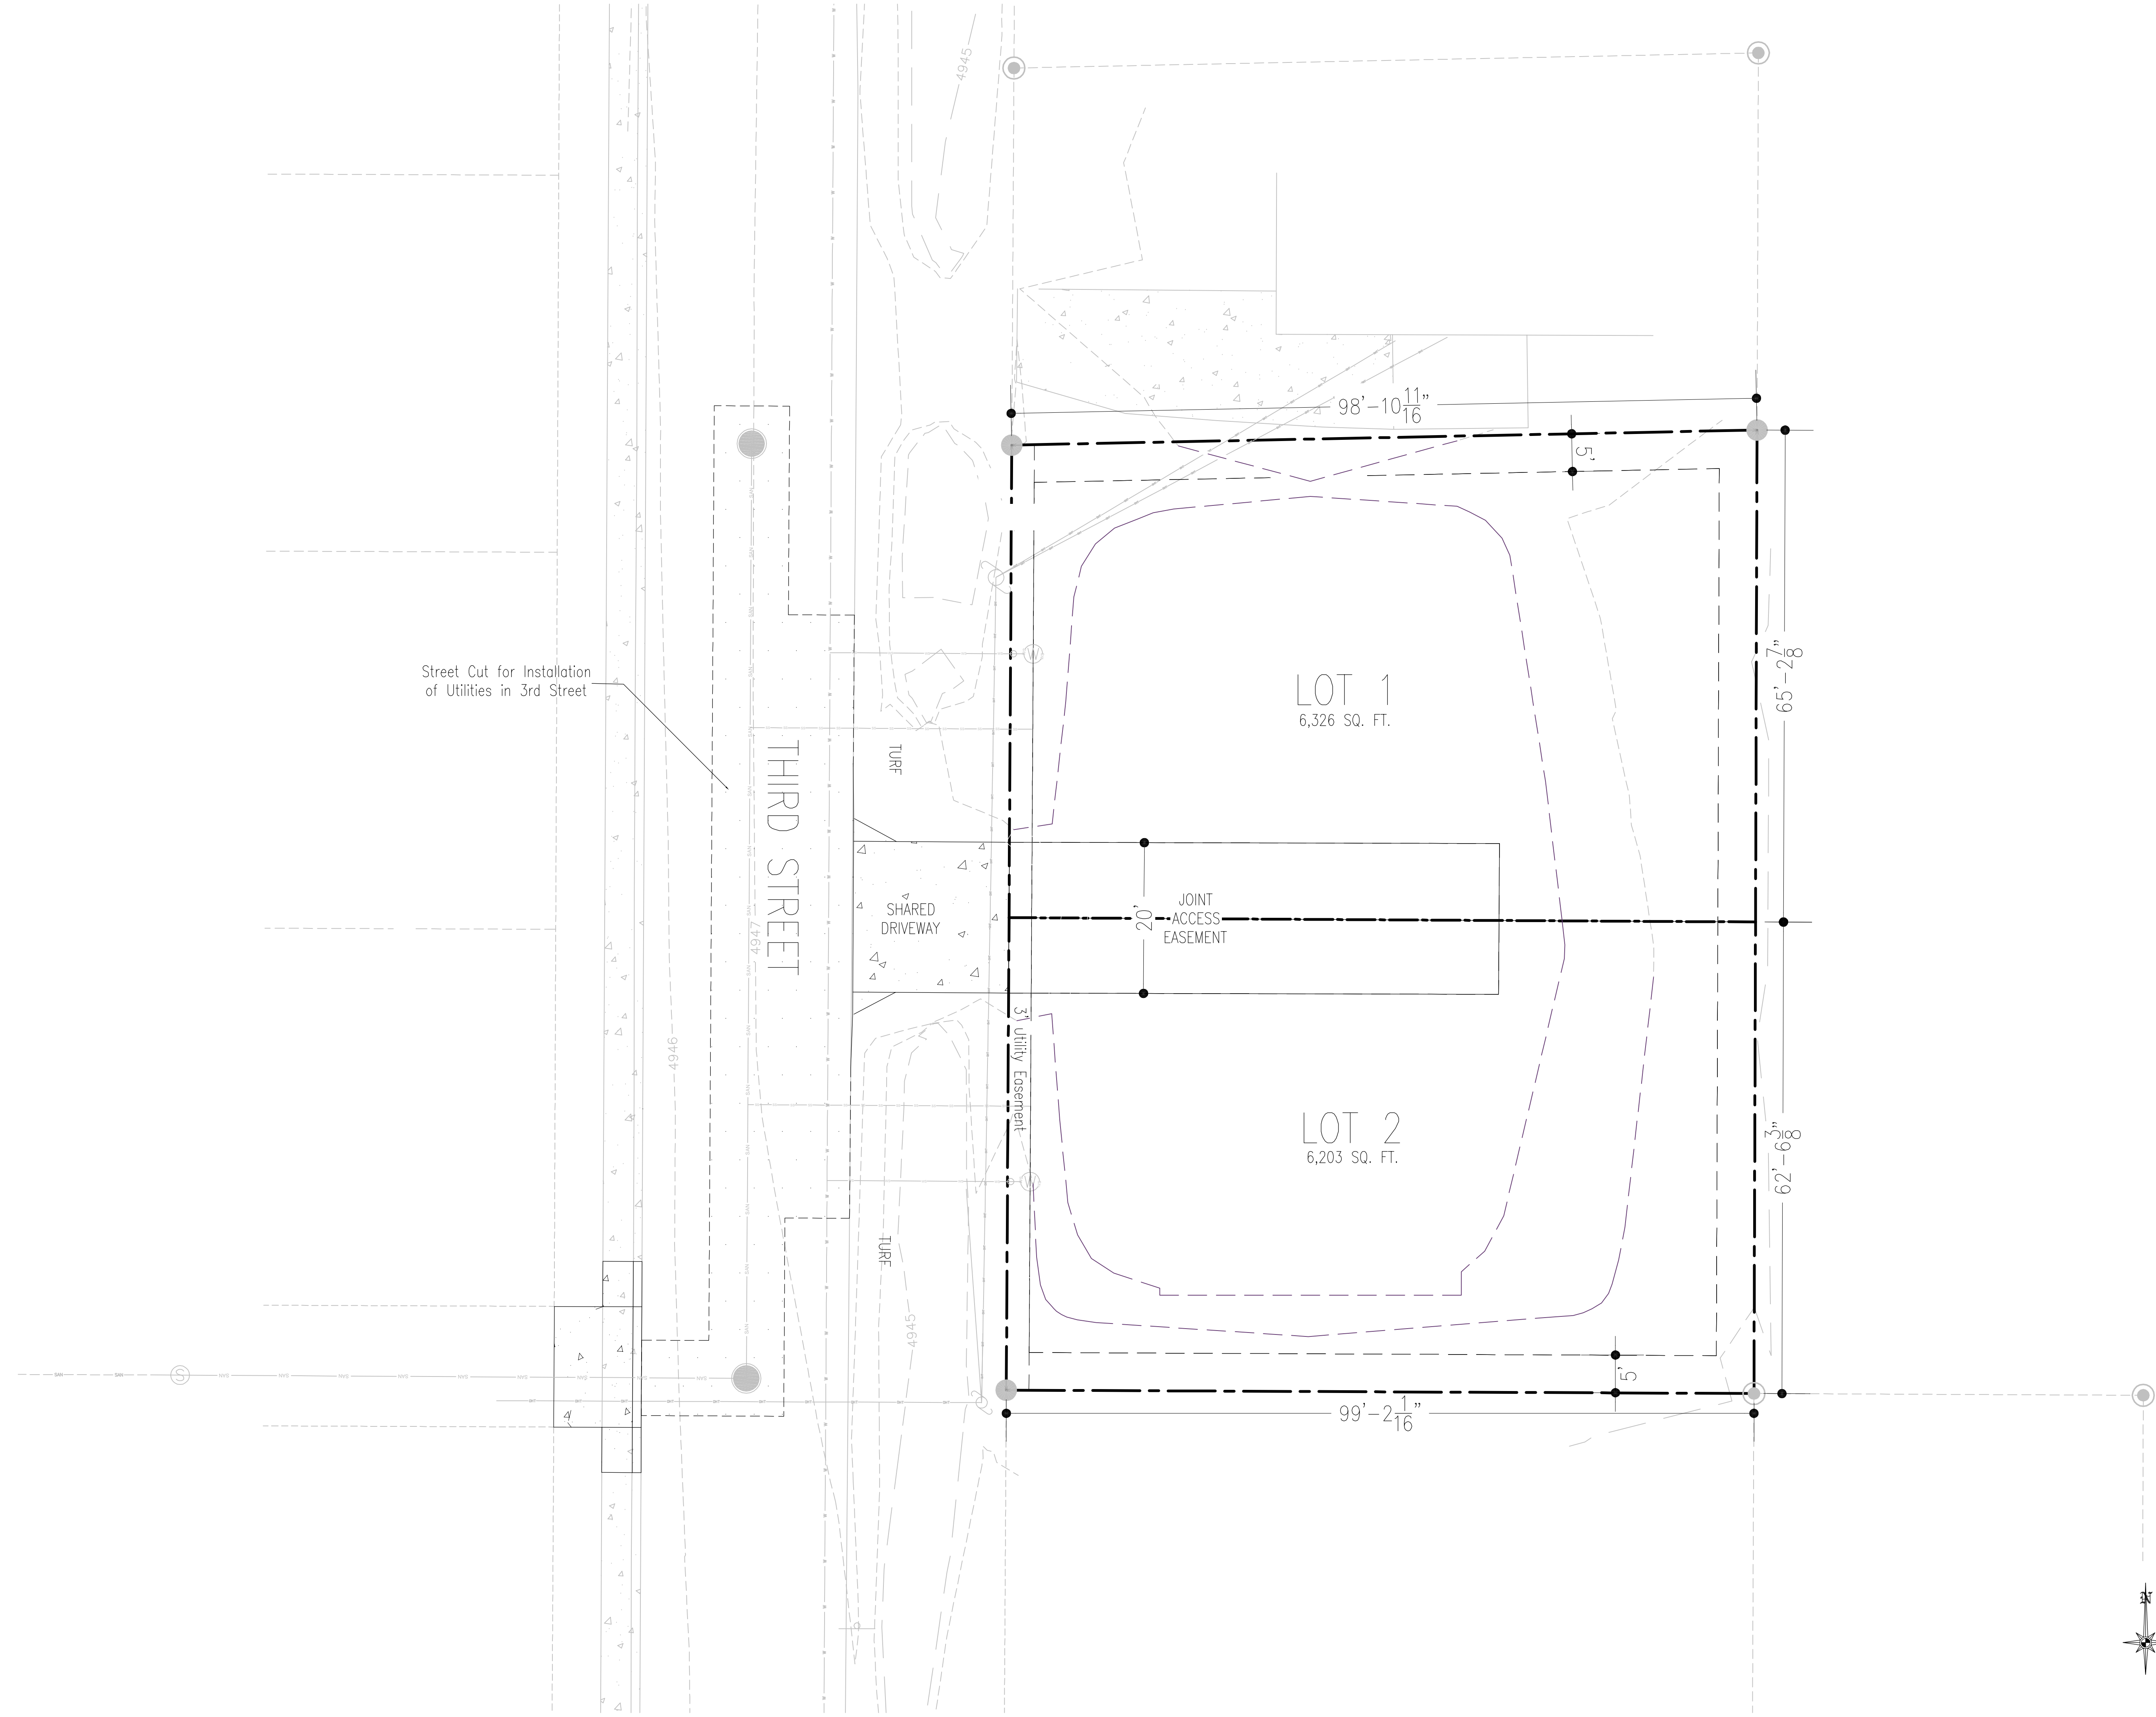 4945
98'-10 11/16"
5'
65'-2 7/8"
Street Cut for Installation
of Utilities in 3rd Street
W
LOT 1
6,326 SQ. FT.
TURF
THIRD STREET
SHARED
DRIVEWAY
20'
JOINT
ACCESS
EASEMENT
4947
4946
3" Utility Easement
LOT 2
6,203 SQ. FT.
62'-6 3/8"
W
TURF
4945
5'
S
SAN
99'-2 1/16"